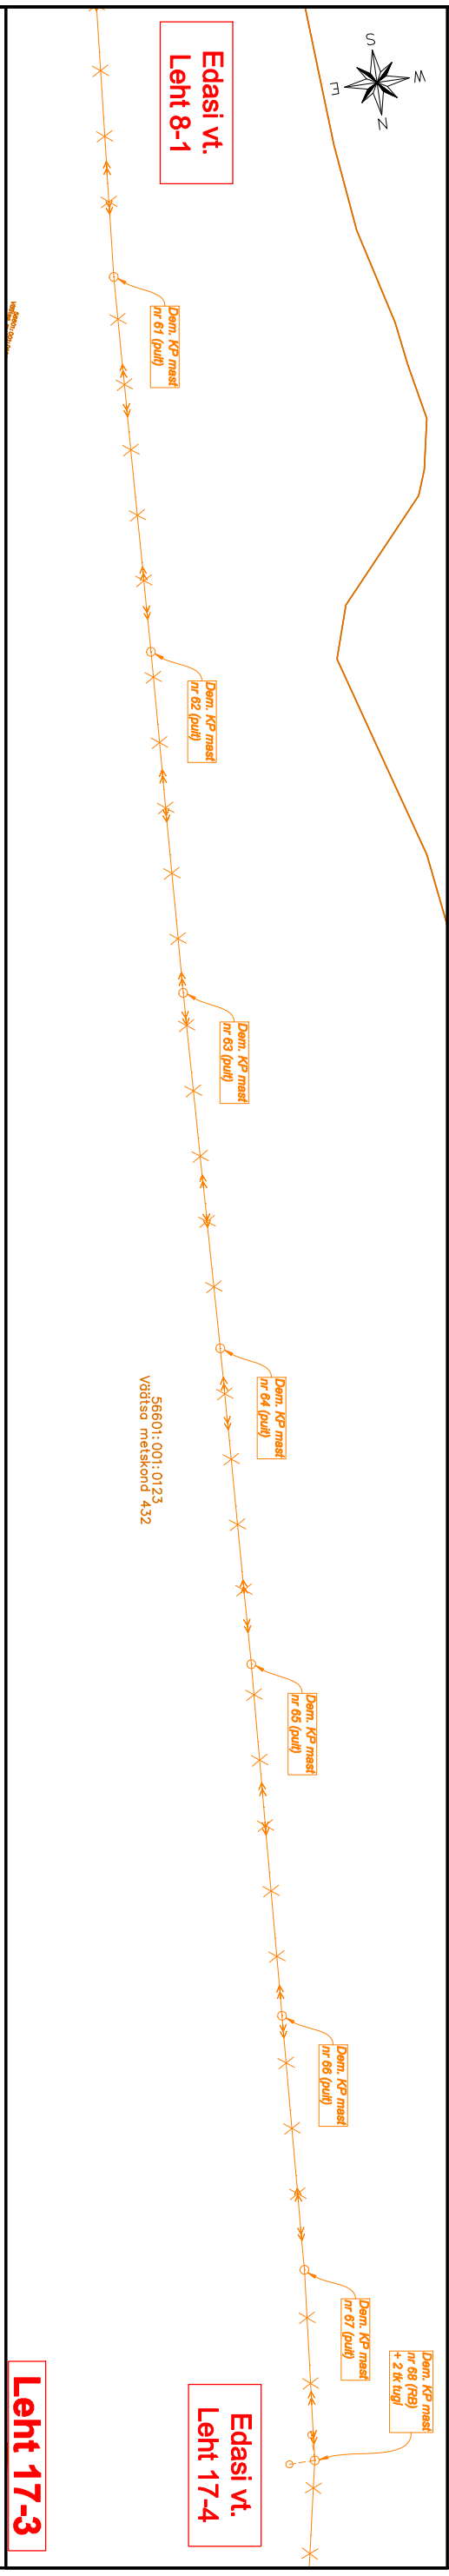 S
W
E
N
Edasi vt.
Leht 8-1
Dem. KP mast
nr 61 (puit)
Dem. KP mast
nr 62 (puit)
Dem. KP mast
nr 63 (puit)
Dem. KP mast
nr 64 (puit)
56601:001:0123
Väätsa metskond 432
Dem. KP mast
nr 65 (puit)
Dem. KP mast
nr 66 (puit)
Dem. KP mast
nr 67 (puit)
Dem. KP mast
nr 68 (RB)
+ 2 tk tugi
Edasi vt.
Leht 17-4
Leht 17-3